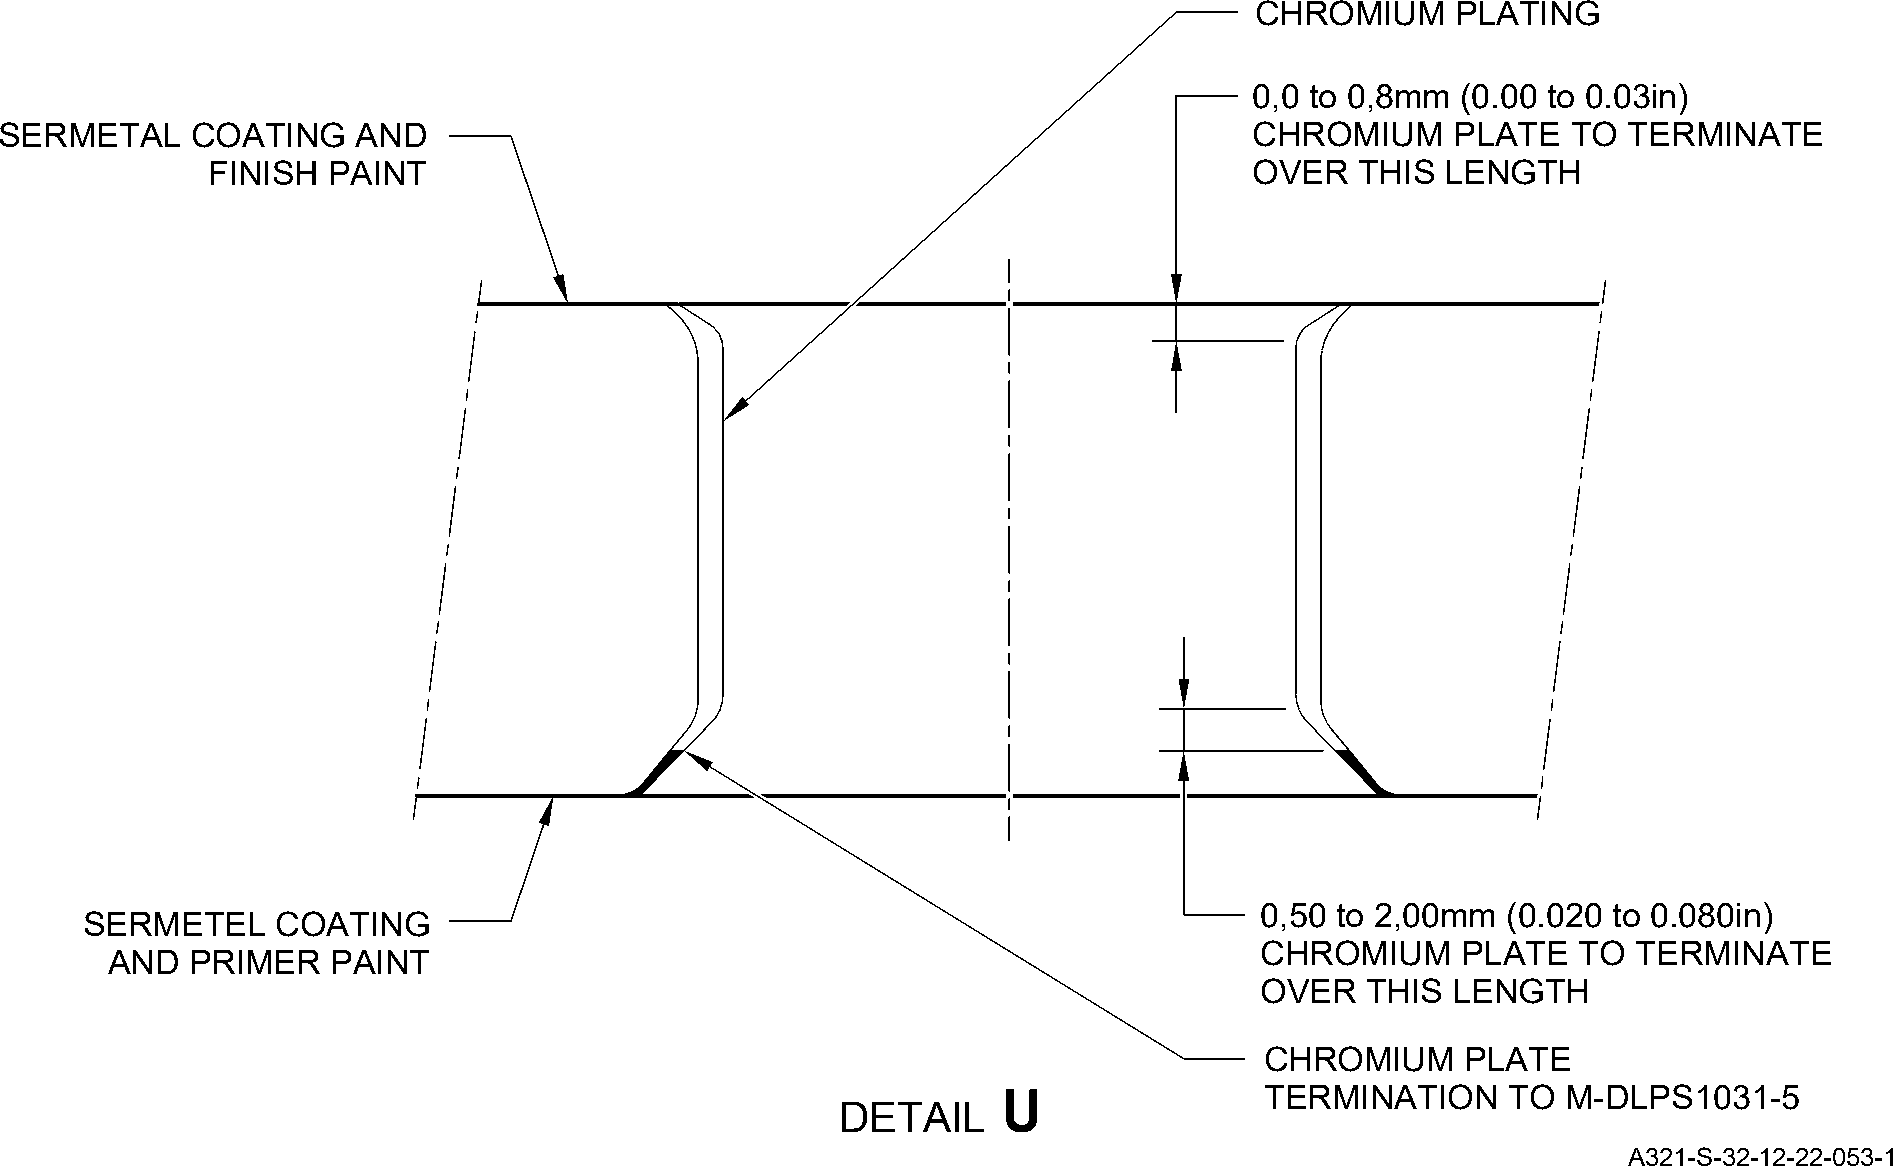 CHROMIUM PLATING
0,0 to 0,8mm (0.00 to 0.03in)
CHROMIUM PLATE TO TERMINATE
OVER THIS LENGTH
SERMETAL COATING AND
FINISH PAINT
SERMETEL COATING
AND PRIMER PAINT
0,50 to 2,00mm (0.020 to 0.080in)
CHROMIUM PLATE TO TERMINATE
OVER THIS LENGTH
CHROMIUM PLATE
TERMINATION TO M-DLPS1031-5
DETAIL U
A321-S-32-12-22-053-1